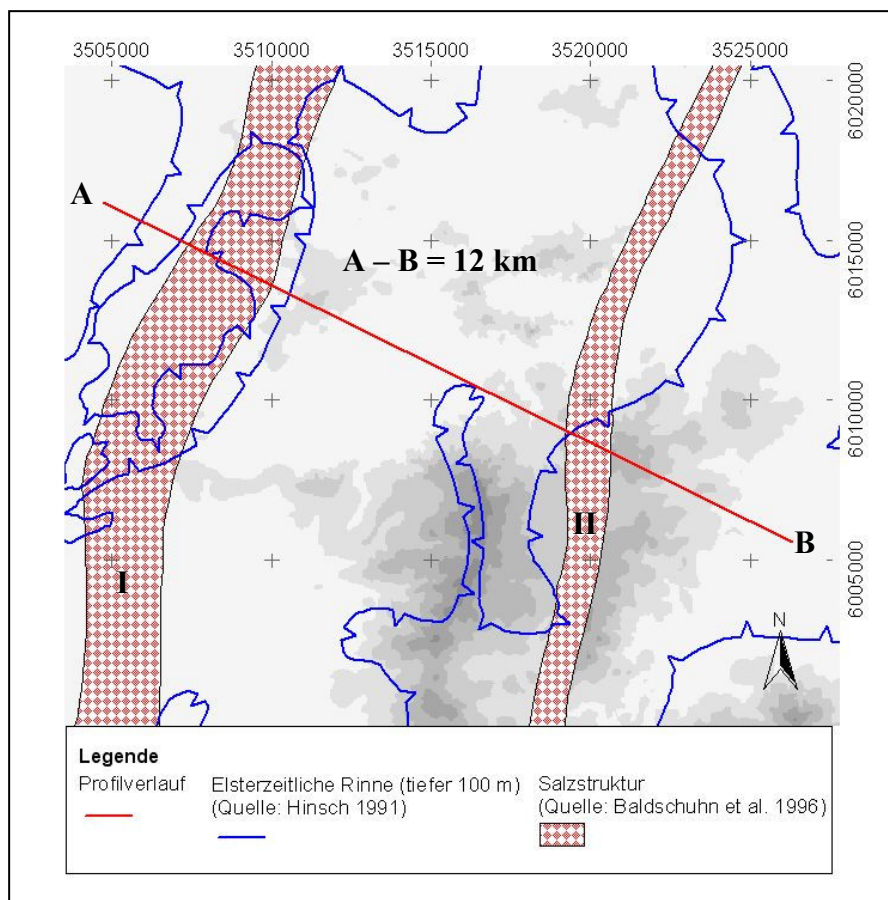 3505000 3510000 3515000 3520000 3525000
6020000
A
A – B = 12 km
6015000
6010000
II
B
I
6005000
N
Legende
Profilverlauf
Elsterzeitliche Rinne (tiefer 100 m)
(Quelle: Hinsch 1991)
Salzstruktur
(Quelle: Baldschuhn et al. 1996)